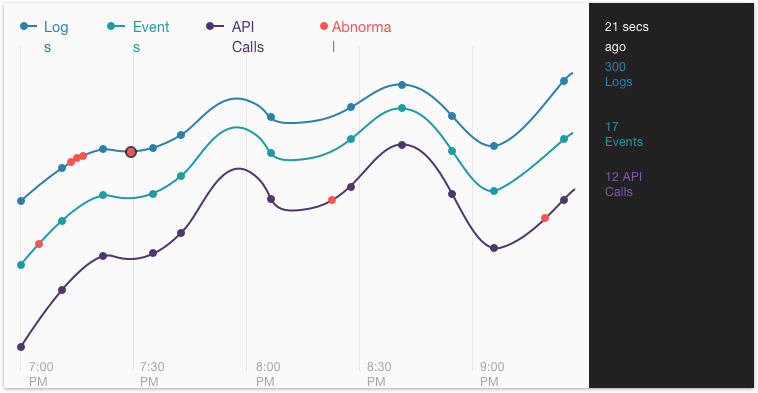 Log
s
Event
s
API
Calls
Abnorma
l
21 secs
ago
300
Logs
17
Events
12 API
Calls
7:00
PM
7:30
PM
8:00
PM
8:30
PM
9:00
PM